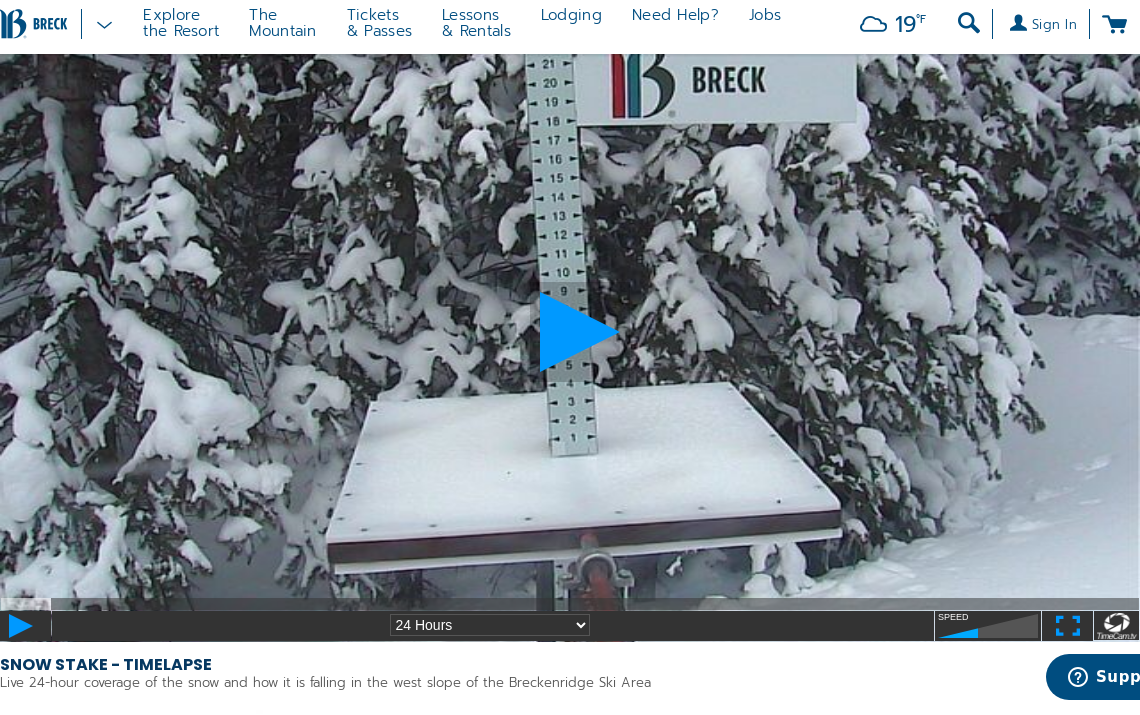 BRECK
Explore
the Resort
The
Mountain
Tickets
& Passes
Lessons
& Rentals
Lodging
Need Help?
Jobs
19°F
Sign In
BRECK
21
20
19
18
17
16
15
14
13
12
11
10
9
5
4
3
2
1
24 Hours
SPEED
TimeCam.tv
SNOW STAKE - TIMELAPSE
Live 24-hour coverage of the snow and how it is falling in the west slope of the Breckenridge Ski Area
Supp